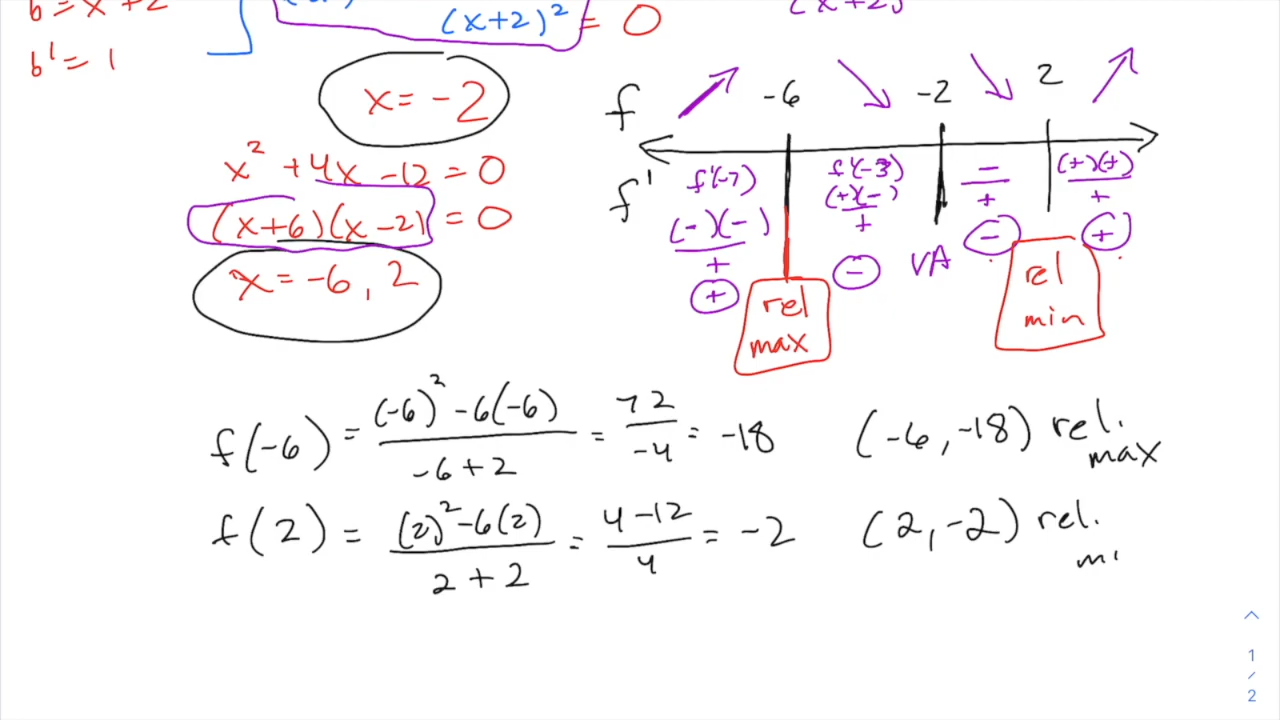 b = x + 2
b' = 1
(x+2)² = 0
(x+2)
x = -2
x² + 4x - 12 = 0
(x+6)(x-2) = 0
x = -6, 2
f -6 -2 2
f' f'(-7) f'(-3) - (+)(+)
(-)(-) (+)(-) + +
+ + - +
+ - VA
rel max
rel min
f(-6) = (-6)² - 6(-6) / -6 + 2 = 72 / -4 = -18 (-6, -18) rel. max
f(2) = (2)² - 6(2) / 2 + 2 = 4 - 12 / 4 = -2 (2, -2) rel. mi
1 / 2